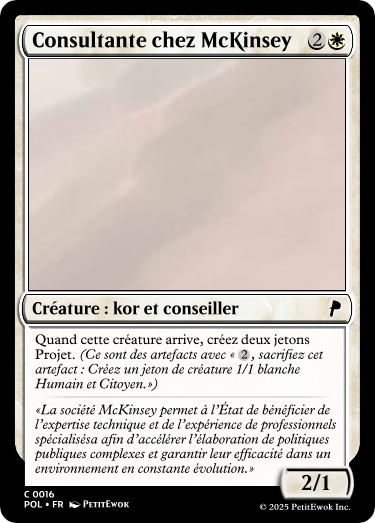 Consultante chez McKinsey 2
Créature : kor et conseiller
Quand cette créature arrive, créez deux jetons
Projet. (Ce sont des artefacts avec « 2, sacrifiez cet
artefact : Créez un jeton de créature 1/1 blanche
Humain et Citoyen.»)
«La société McKinsey permet à l'État de bénéficier de
l'expertise technique et de l'expérience de professionnels
spécialisésa afin d'accélérer l'élaboration de politiques
publiques complexes et garantir leur efficacité dans un
environnement en constante évolution.»
2/1
C 0016
POL • FR PetitEwok
© 2025 PetitEwok Inc.